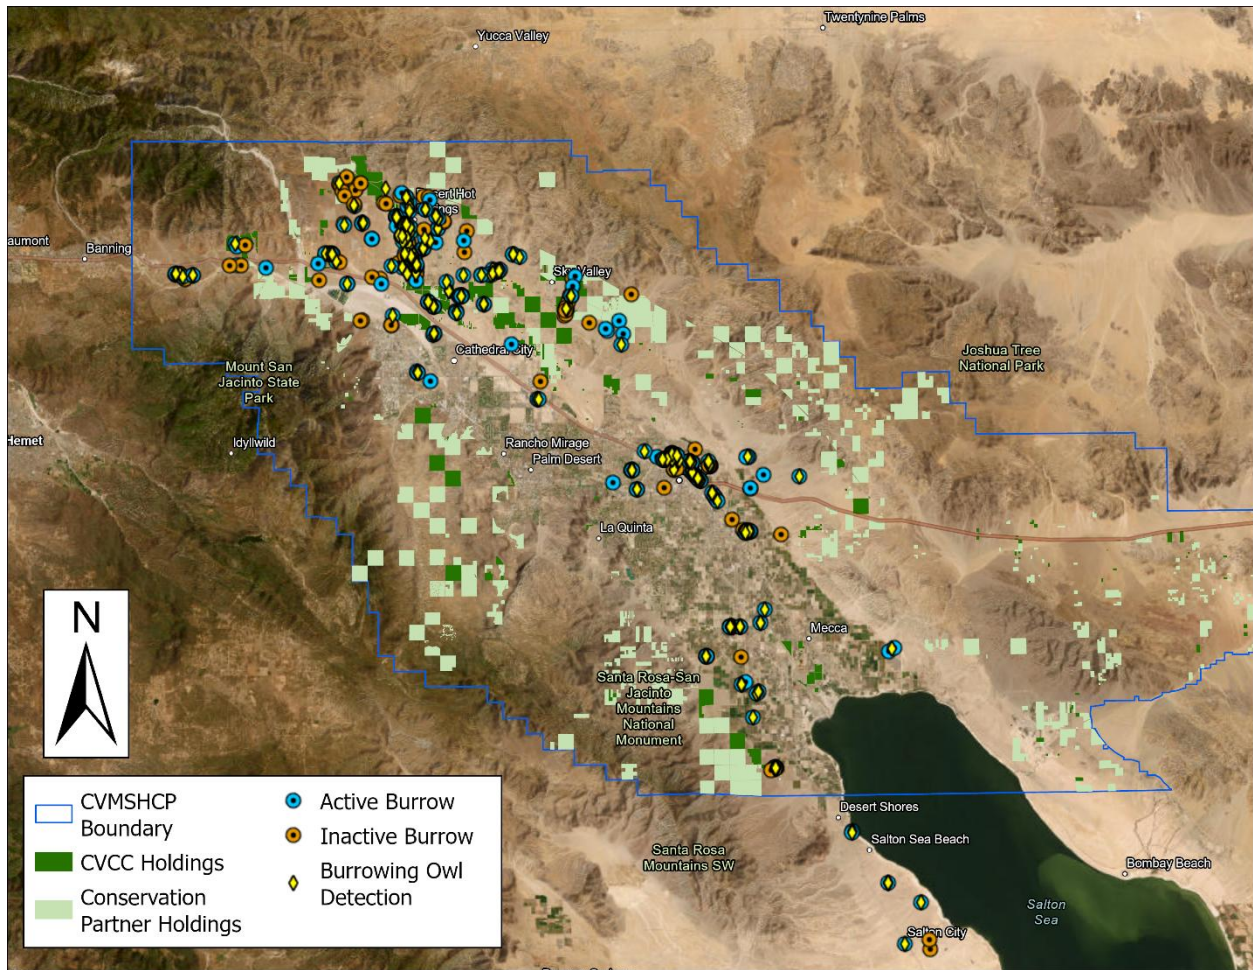 Twentynine Palms
Yucca Valley
Desert Hot
Springs
Beaumont
Banning
Sky Valley
Cathedral City
Mount San
Jacinto State
Park
Joshua Tree
National Park
Hemet
Idyllwild
Rancho Mirage
Palm Desert
La Quinta
Mecca
Santa Rosa-San
Jacinto
Mountains
National
Monument
Desert Shores
Salton Sea Beach
Santa Rosa
Mountains SW
Bombay Beach
Salton
Sea
Salton City
N
CVMSHCP
Boundary
CVCC Holdings
Conservation
Partner Holdings
Active Burrow
Inactive Burrow
Burrowing Owl
Detection